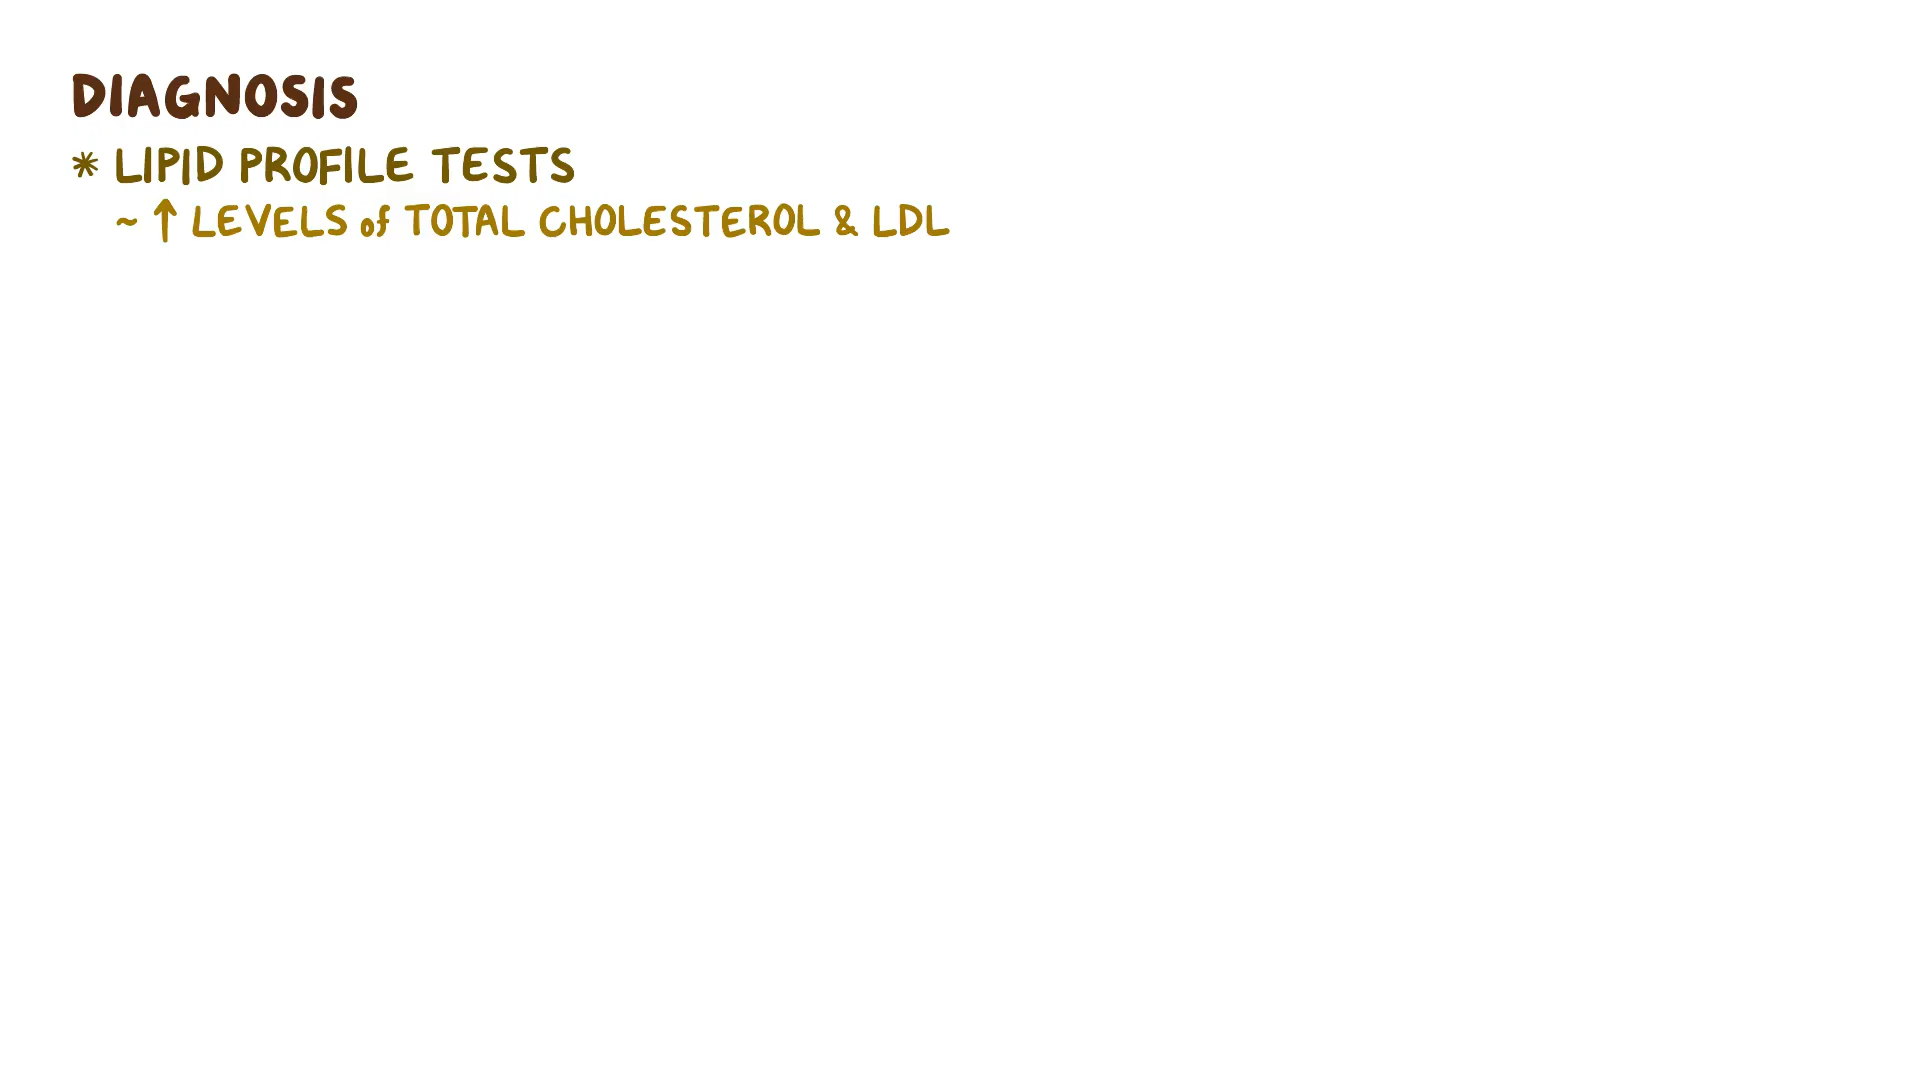 DIAGNOSIS
* LIPID PROFILE TESTS
~ ↑ LEVELS of TOTAL CHOLESTEROL & LDL